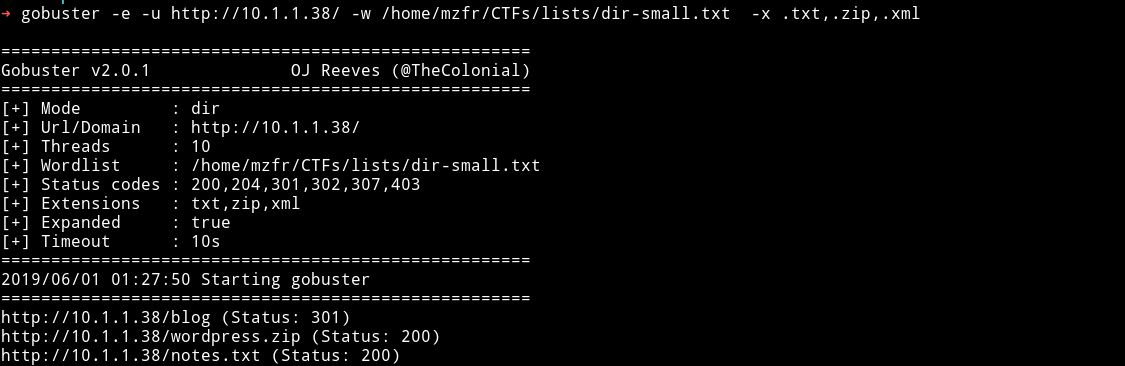 → gobuster -e -u http://10.1.1.38/ -w /home/mzfr/CTFs/lists/dir-small.txt  -x .txt,.zip,.xml
=====================================================
Gobuster v2.0.1              OJ Reeves (@TheColonial)
=====================================================
[+] Mode         : dir
[+] Url/Domain   : http://10.1.1.38/
[+] Threads      : 10
[+] Wordlist     : /home/mzfr/CTFs/lists/dir-small.txt
[+] Status codes : 200,204,301,302,307,403
[+] Extensions   : txt,zip,xml
[+] Expanded     : true
[+] Timeout      : 10s
=====================================================
2019/06/01 01:27:50 Starting gobuster
=====================================================
http://10.1.1.38/blog (Status: 301)
http://10.1.1.38/wordpress.zip (Status: 200)
http://10.1.1.38/notes.txt (Status: 200)